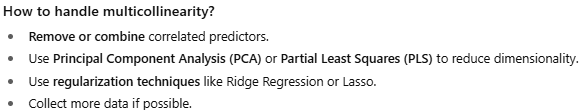 How to handle multicollinearity?
• Remove or combine correlated predictors.
• Use Principal Component Analysis (PCA) or Partial Least Squares (PLS) to reduce dimensionality.
• Use regularization techniques like Ridge Regression or Lasso.
• Collect more data if possible.